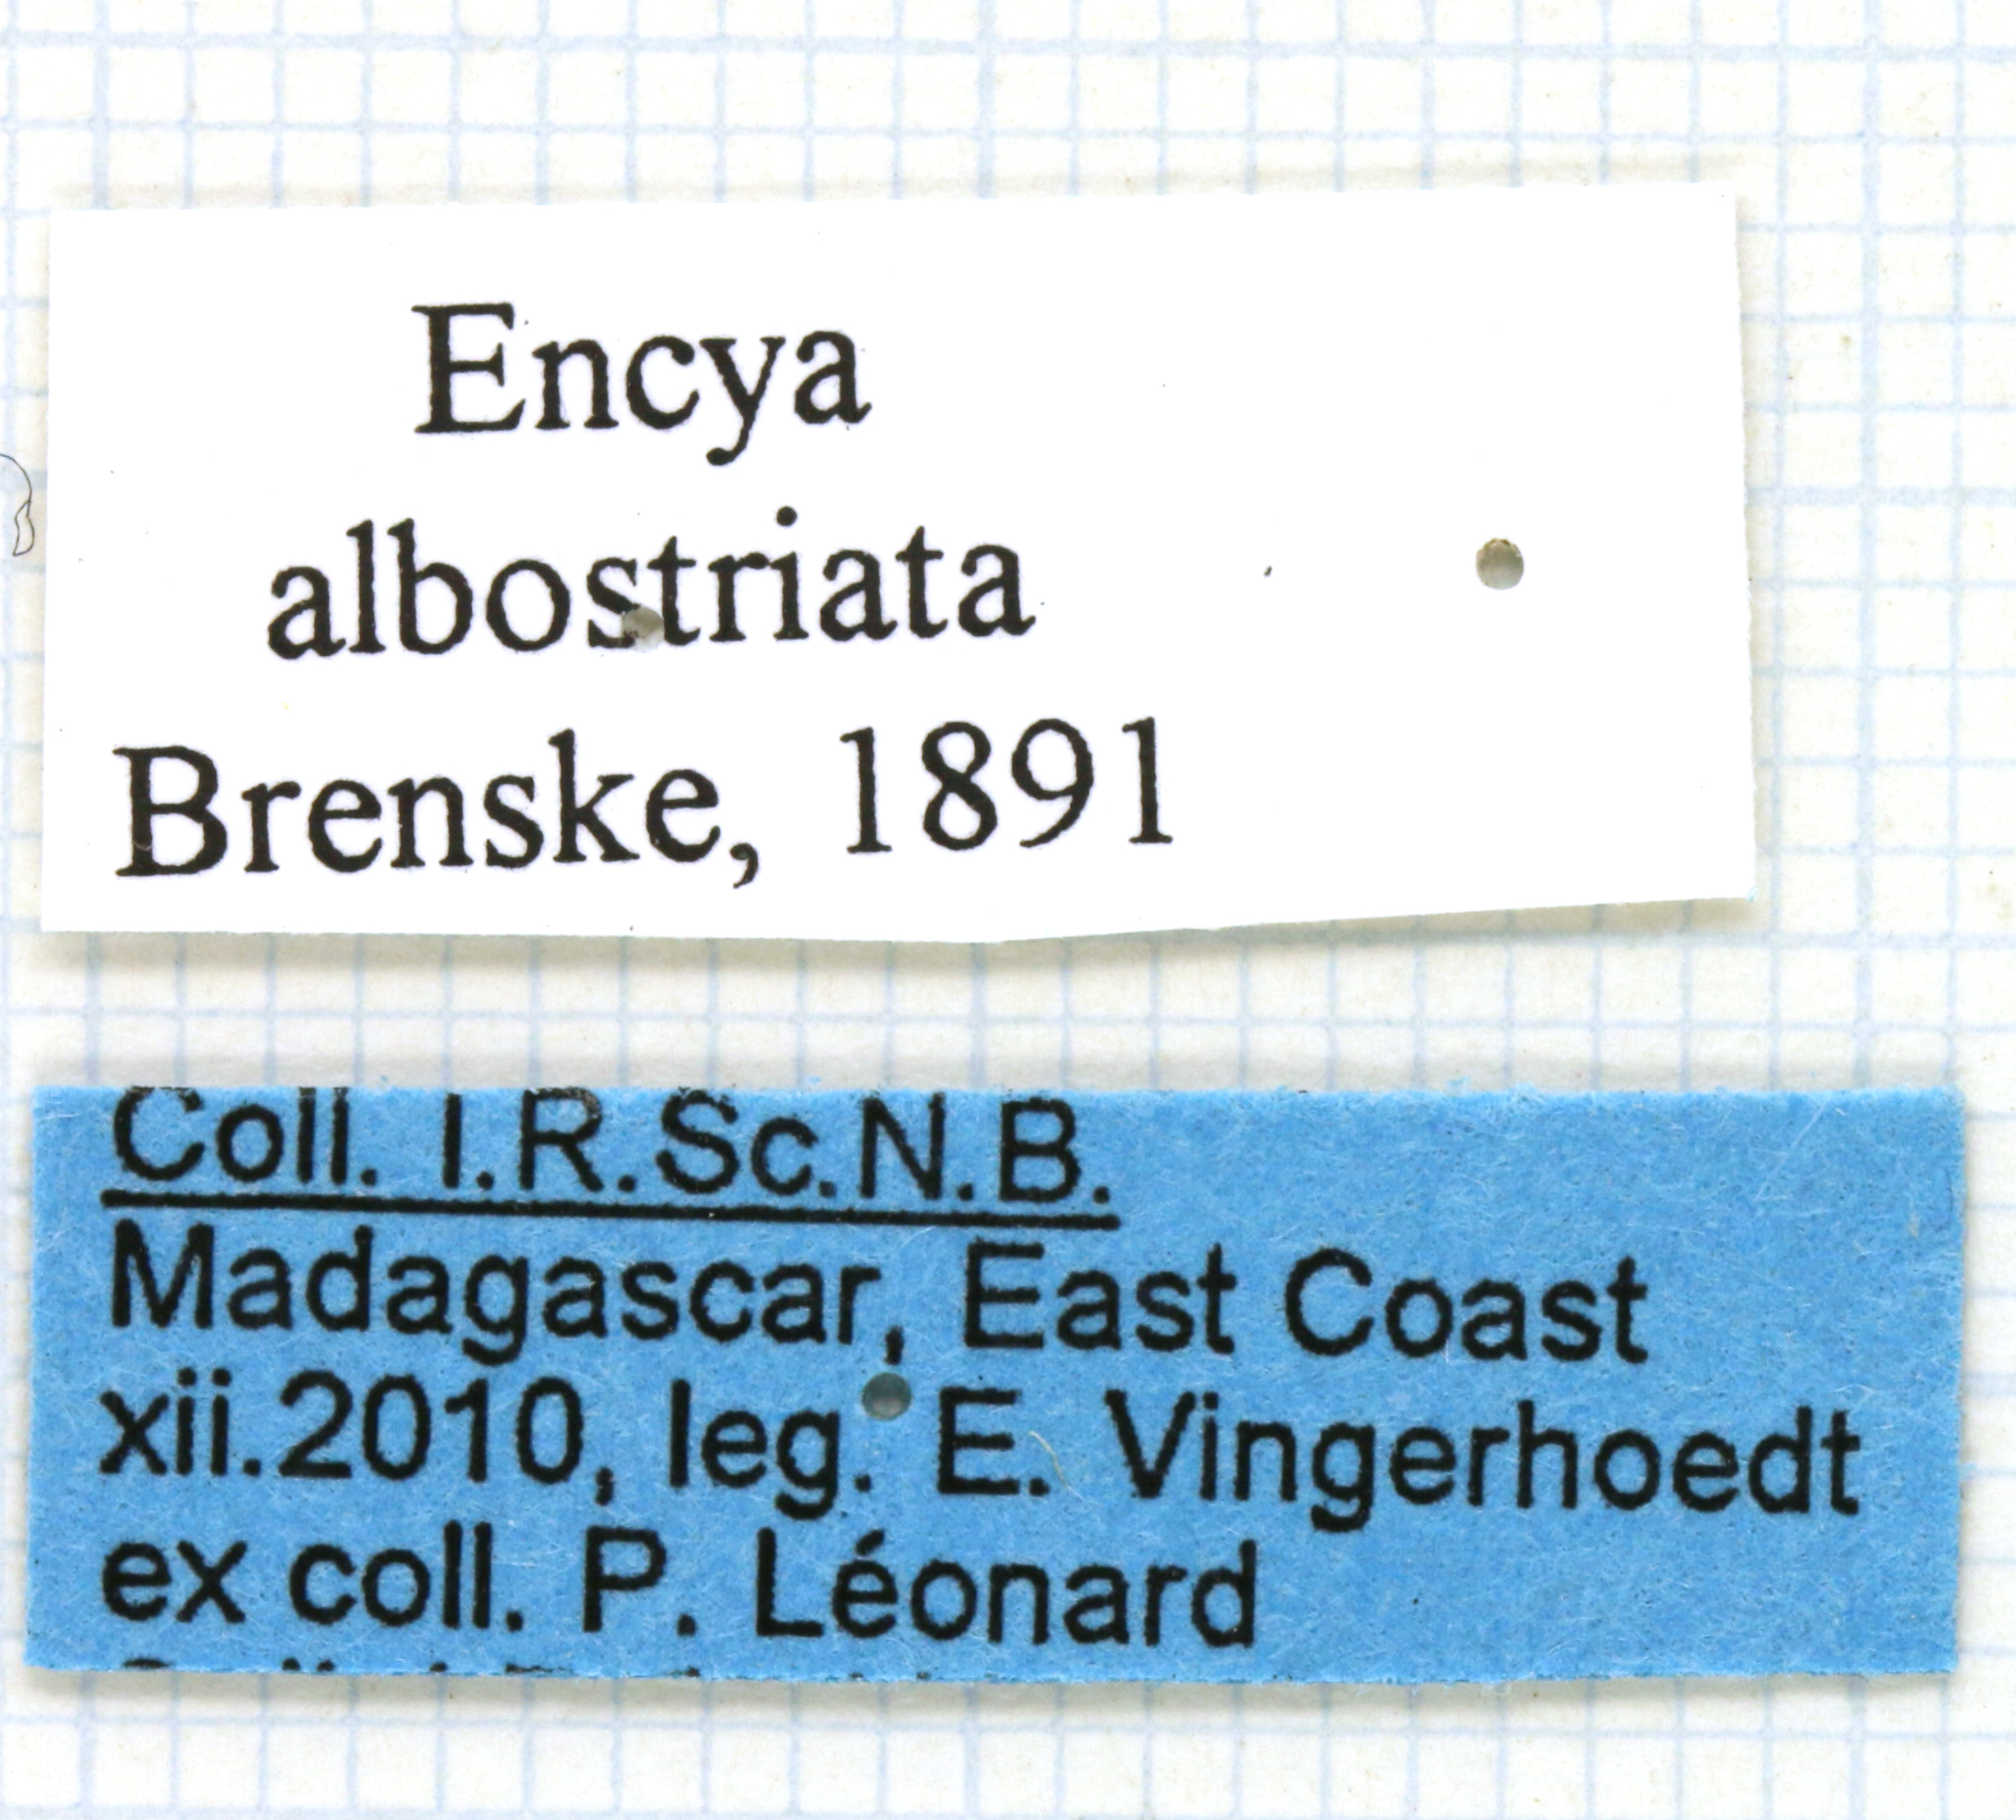 Encya
albostriata
Brenske, 1891
Coll. I.R.Sc.N.B.
Madagascar, East Coast
xii.2010, leg. E. Vingerhoedt
ex coll. P. Léonard